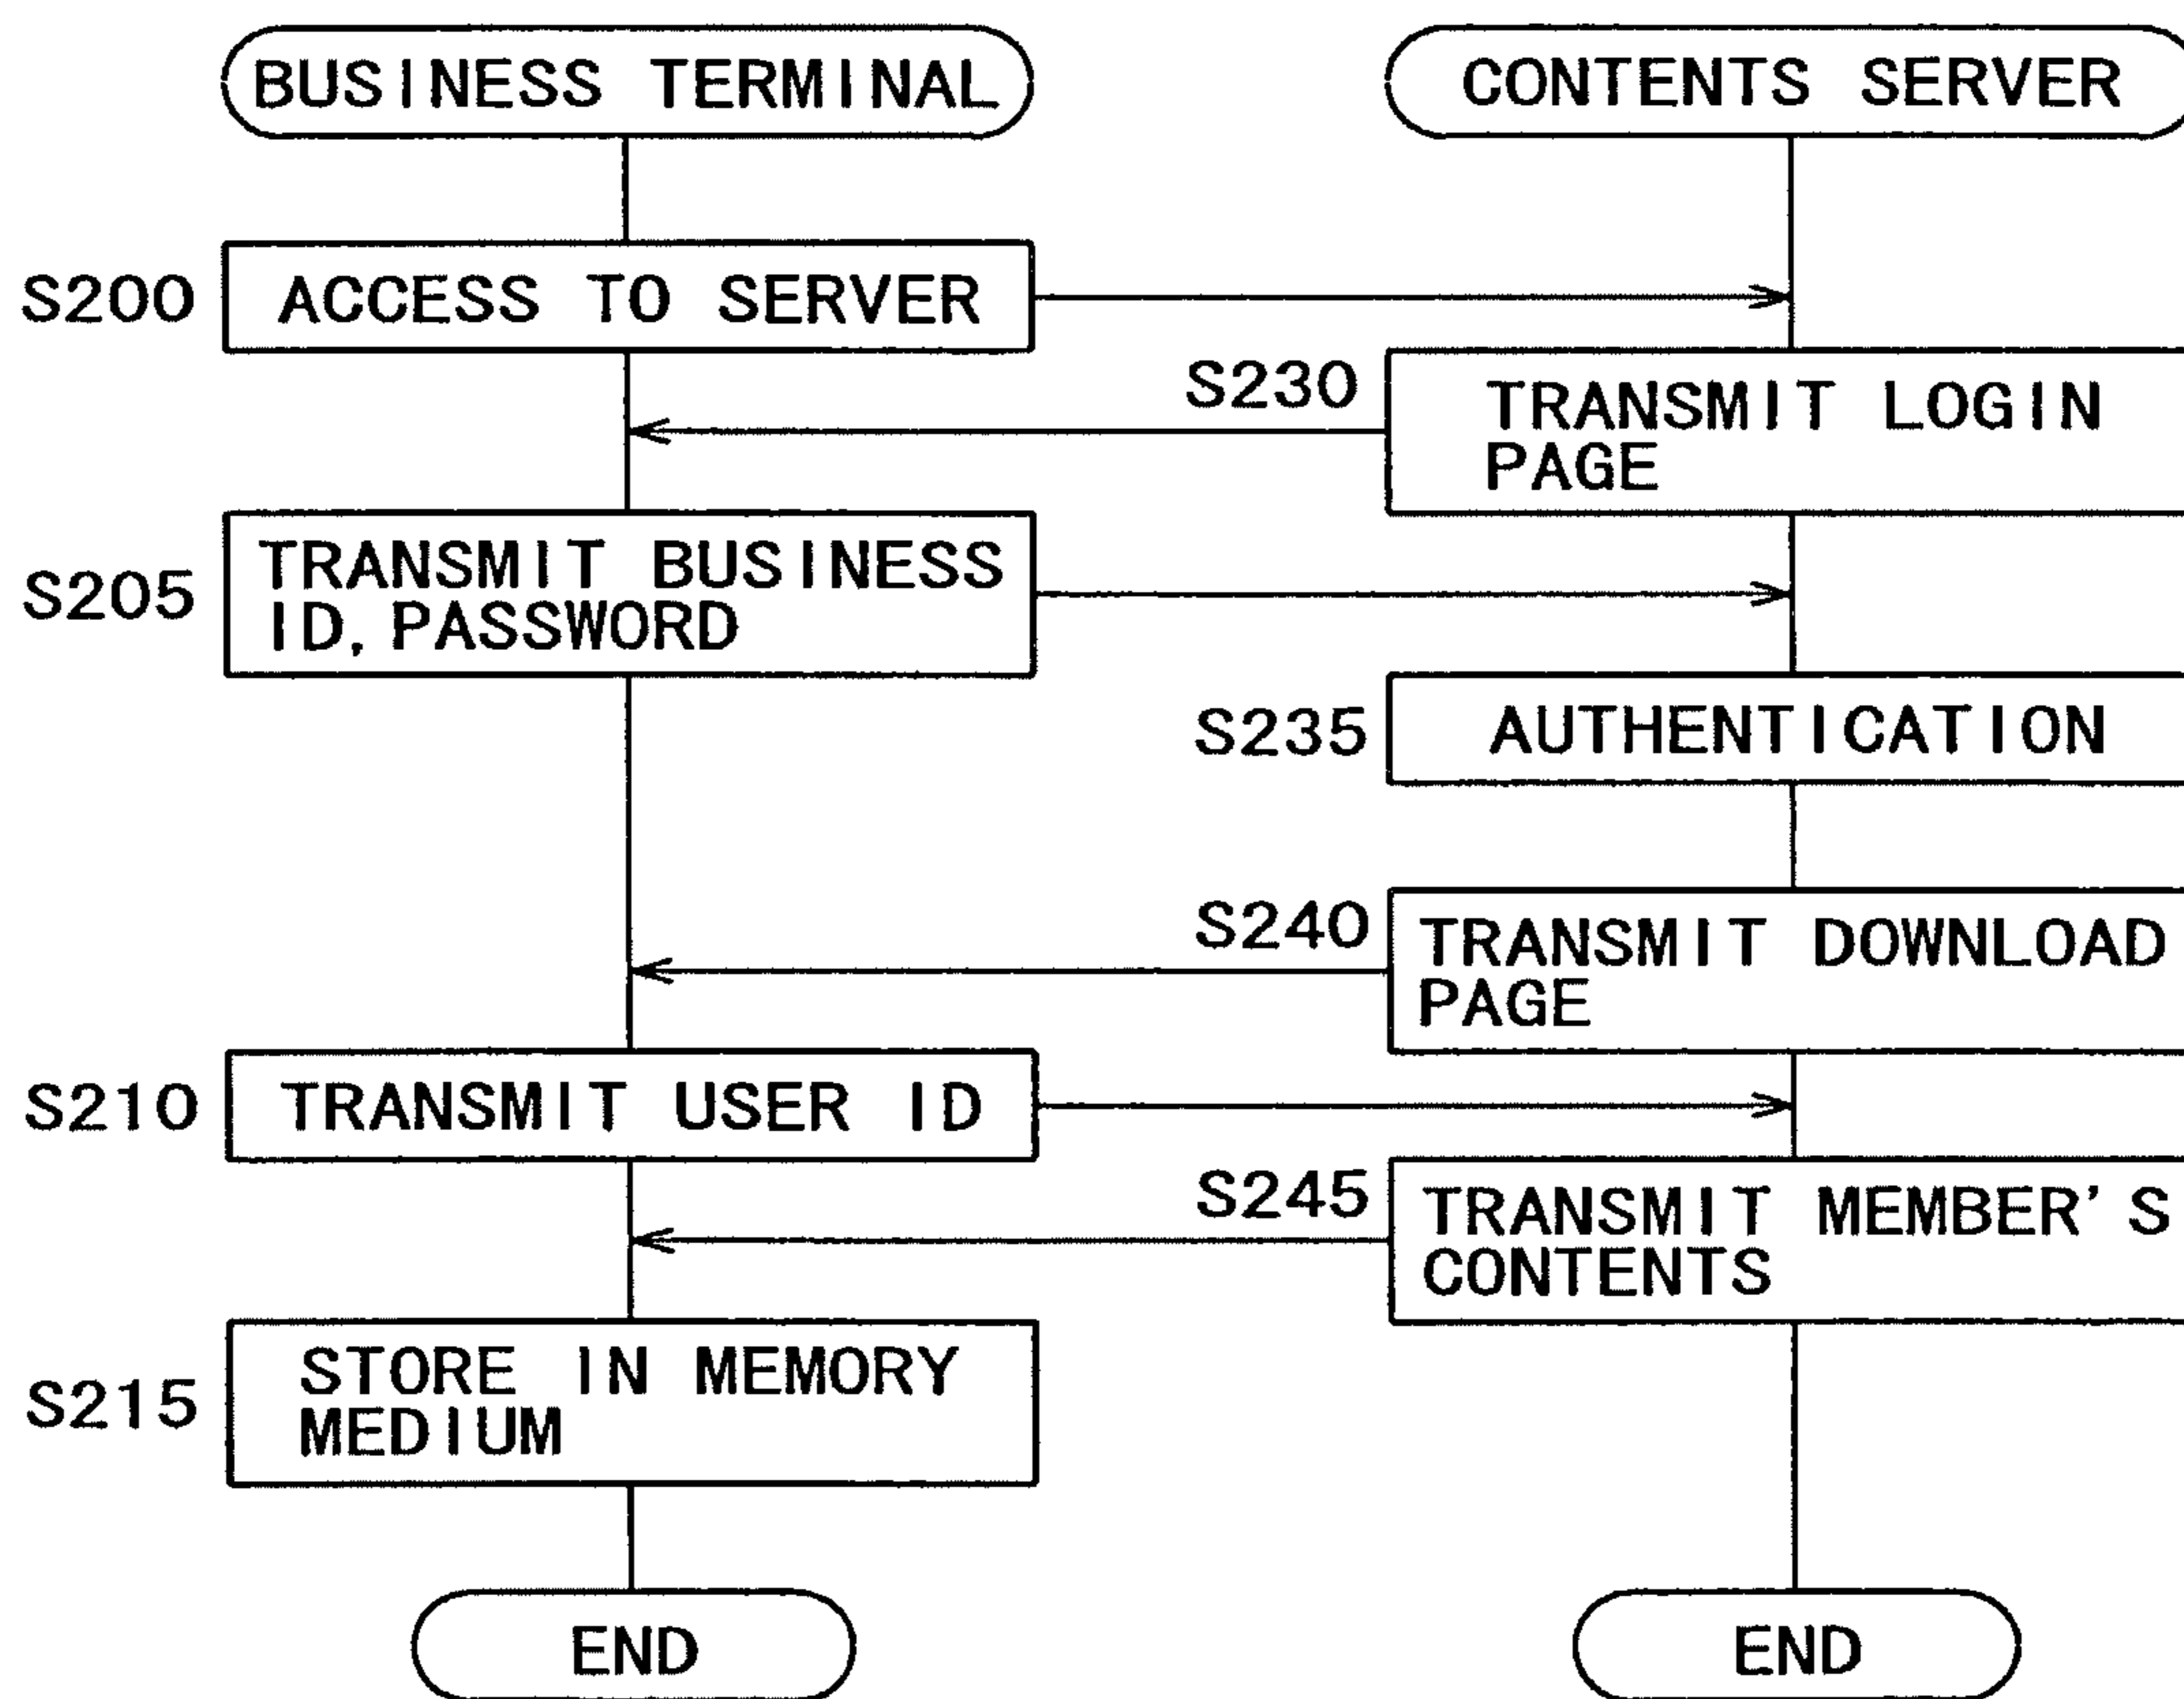 BUSINESS TERMINAL
CONTENTS SERVER
S200
ACCESS TO SERVER
S230
TRANSMIT LOGIN
PAGE
S205
TRANSMIT BUSINESS
ID, PASSWORD
S235
AUTHENTICATION
S240
TRANSMIT DOWNLOAD
PAGE
S210
TRANSMIT USER ID
S245
TRANSMIT MEMBER'S
CONTENTS
S215
STORE IN MEMORY
MEDIUM
END
END